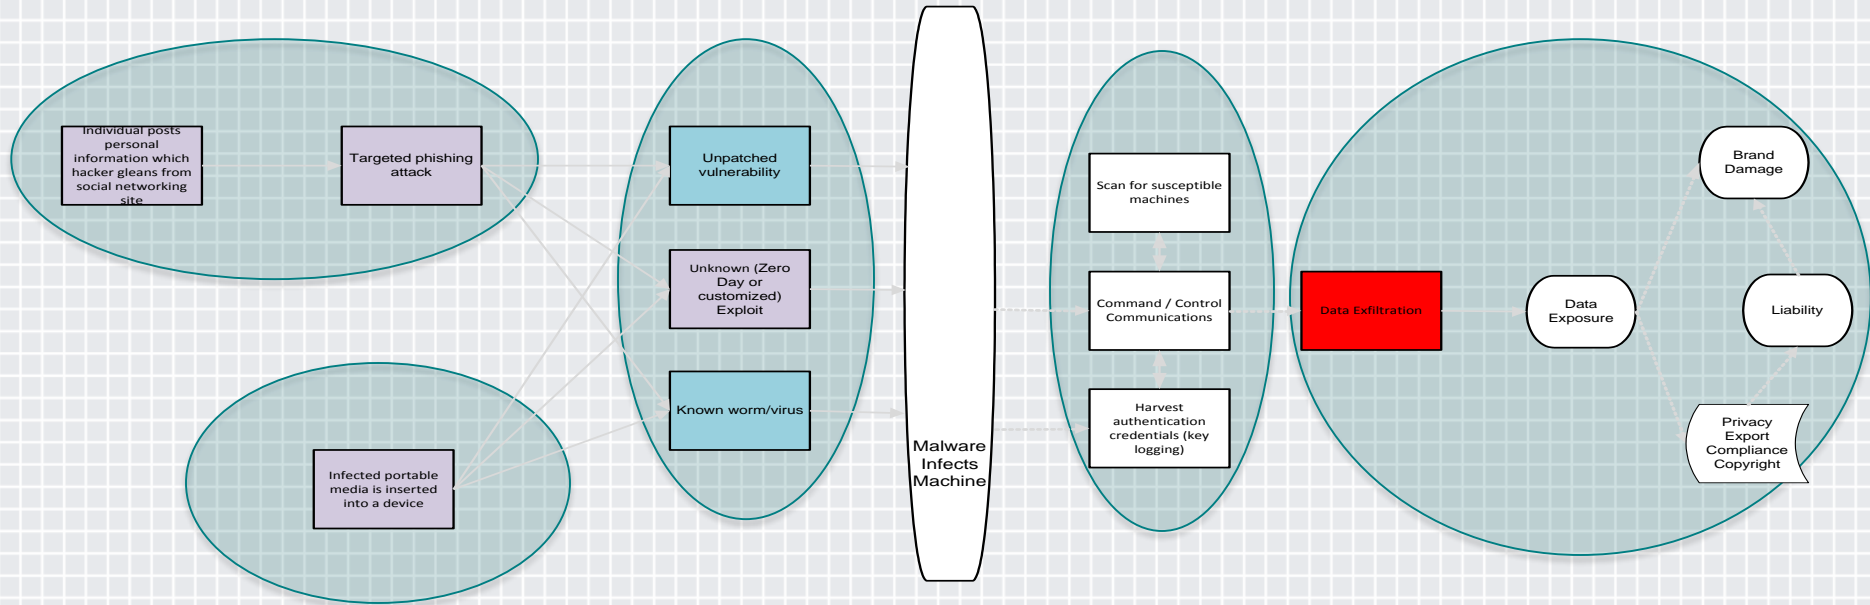 Individual posts
personal
information which
hacker gleans from
social networking
site
Targeted phishing
attack
Infected portable
media is inserted
into a device
Unpatched
vulnerability
Unknown (Zero
Day or
customized)
Exploit
Known worm/virus
Malware
Infects
Machine
Scan for susceptible
machines
Command / Control
Communications
Harvest
authentication
credentials (key
logging)
Data Exfiltration
Data
Exposure
Brand
Damage
Liability
Privacy
Export
Compliance
Copyright